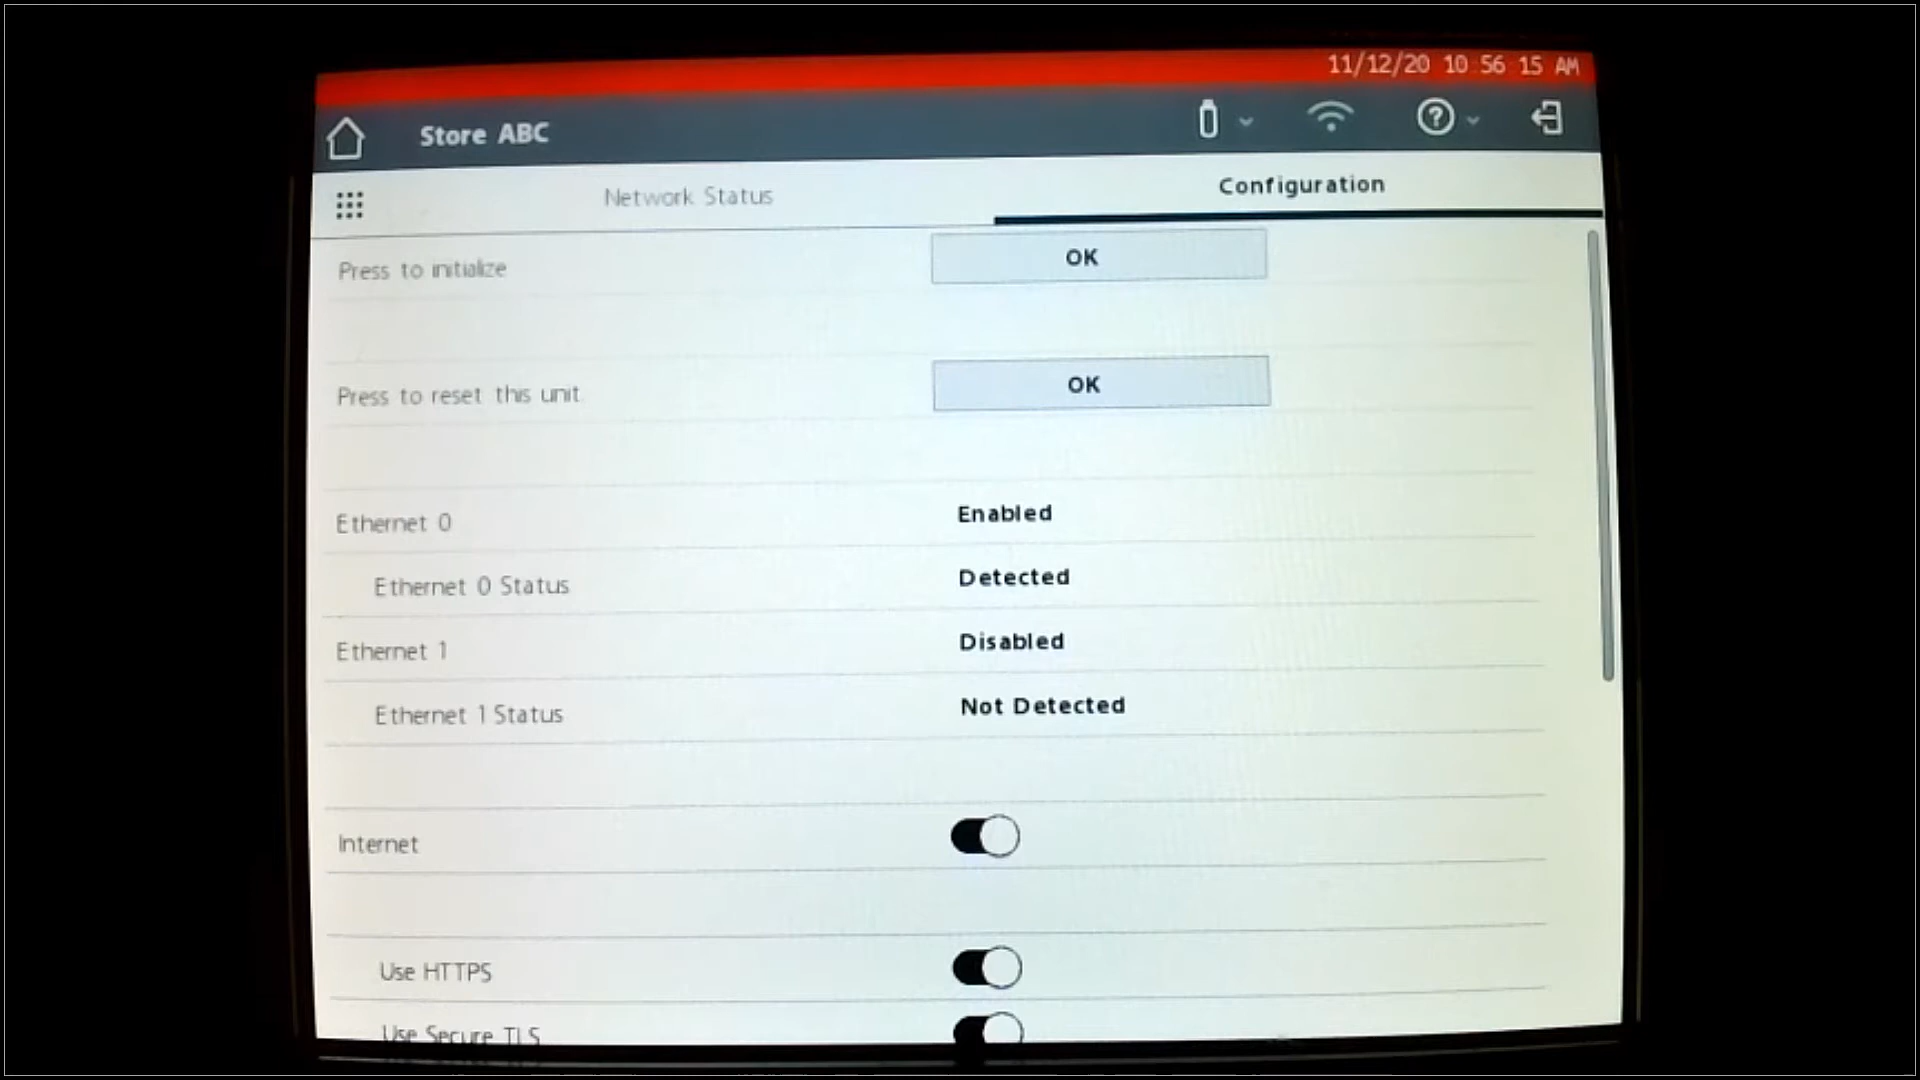 11/12/20 10 56 15 AM
Store ABC
Network Status
Configuration
Press to initialize
OK
Press to reset this unit
OK
Ethernet 0
Enabled
Ethernet 0 Status
Detected
Ethernet 1
Disabled
Ethernet 1 Status
Not Detected
Internet
Use HTTPS
Use Secure TLS